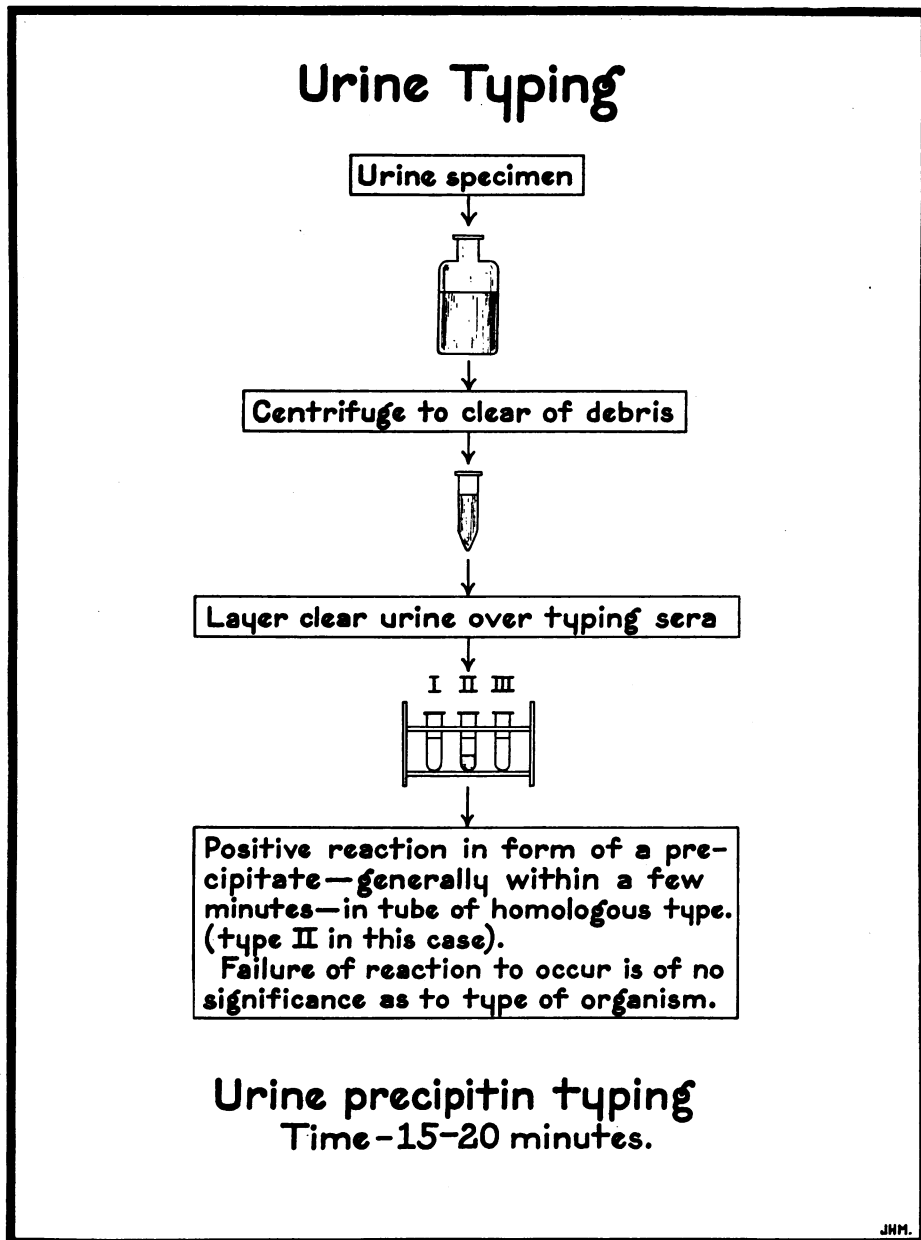 Urine Typing
Urine specimen
Centrifuge to clear of debris
Layer clear urine over typing sera
I II III
Positive reaction in form of a pre-
cipitate—generally within a few
minutes—in tube of homologous type.
(type II in this case).
Failure of reaction to occur is of no
significance as to type of organism.
Urine precipitin typing
Time-15-20 minutes.
JHM.